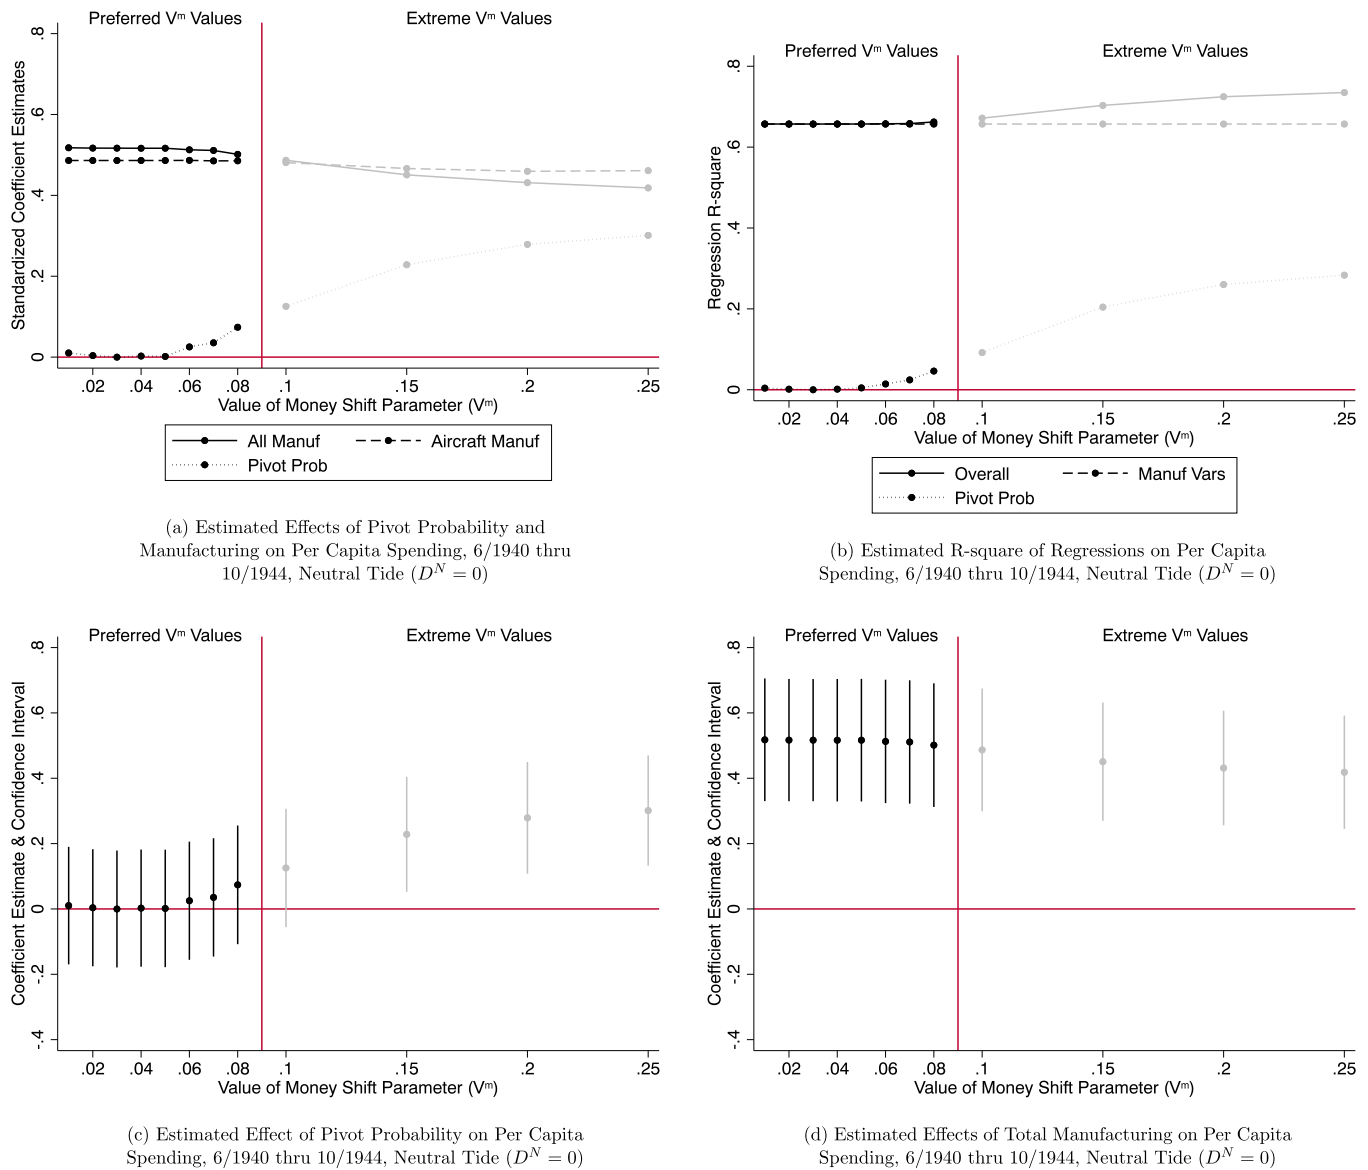 Preferred Vᵐ Values
Extreme Vᵐ Values
Standardized Coefficient Estimates
.8
.6
.4
.2
0
.02 .04 .06 .08 .1 .15 .2 .25
Value of Money Shift Parameter (Vᵐ)
All Manuf
Aircraft Manuf
Pivot Prob
(a) Estimated Effects of Pivot Probability and
Manufacturing on Per Capita Spending, 6/1940 thru
10/1944, Neutral Tide (Dᴺ = 0)
Preferred Vᵐ Values
Extreme Vᵐ Values
Regression R-square
.8
.6
.4
.2
0
.02 .04 .06 .08 .1 .15 .2 .25
Value of Money Shift Parameter (Vᵐ)
Overall
Manuf Vars
Pivot Prob
(b) Estimated R-square of Regressions on Per Capita
Spending, 6/1940 thru 10/1944, Neutral Tide (Dᴺ = 0)
Preferred Vᵐ Values
Extreme Vᵐ Values
Coefficient Estimate & Confidence Interval
.8
.6
.4
.2
0
-.2
-.4
.02 .04 .06 .08 .1 .15 .2 .25
Value of Money Shift Parameter (Vᵐ)
(c) Estimated Effect of Pivot Probability on Per Capita
Spending, 6/1940 thru 10/1944, Neutral Tide (Dᴺ = 0)
Preferred Vᵐ Values
Extreme Vᵐ Values
Coefficient Estimate & Confidence Interval
.8
.6
.4
.2
0
-.2
-.4
.02 .04 .06 .08 .1 .15 .2 .25
Value of Money Shift Parameter (Vᵐ)
(d) Estimated Effects of Total Manufacturing on Per Capita
Spending, 6/1940 thru 10/1944, Neutral Tide (Dᴺ = 0)